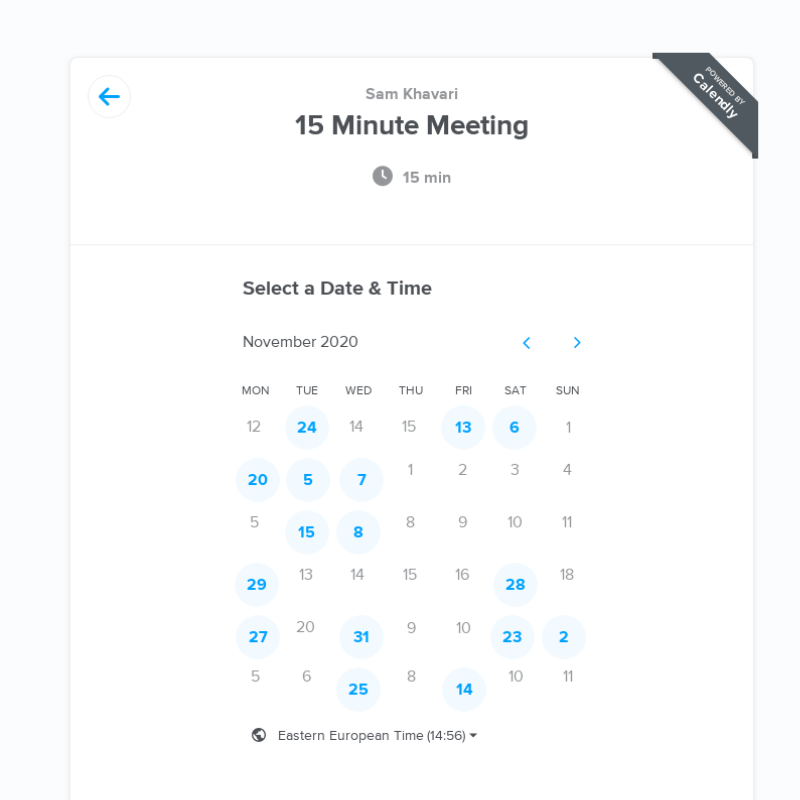 POWERED BY
Calendly
Sam Khavari
15 Minute Meeting
15 min
Select a Date & Time
November 2020
MON TUE WED THU FRI SAT SUN
12 24 14 15 13 6 1
20 5 7 1 2 3 4
5 15 8 8 9 10 11
29 13 14 15 16 28 18
27 20 31 9 10 23 2
5 6 25 8 14 10 11
Eastern European Time (14:56)